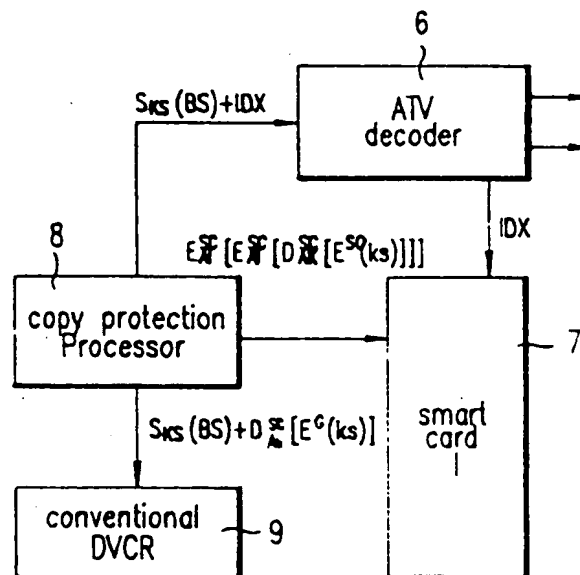 6
S_KS(BS)+IDX
ATV
decoder
IDX
8
copy protection
Processor
7
S_KS(BS)+D [E^G(ks)]
smart
card
conventional
DVCR
9